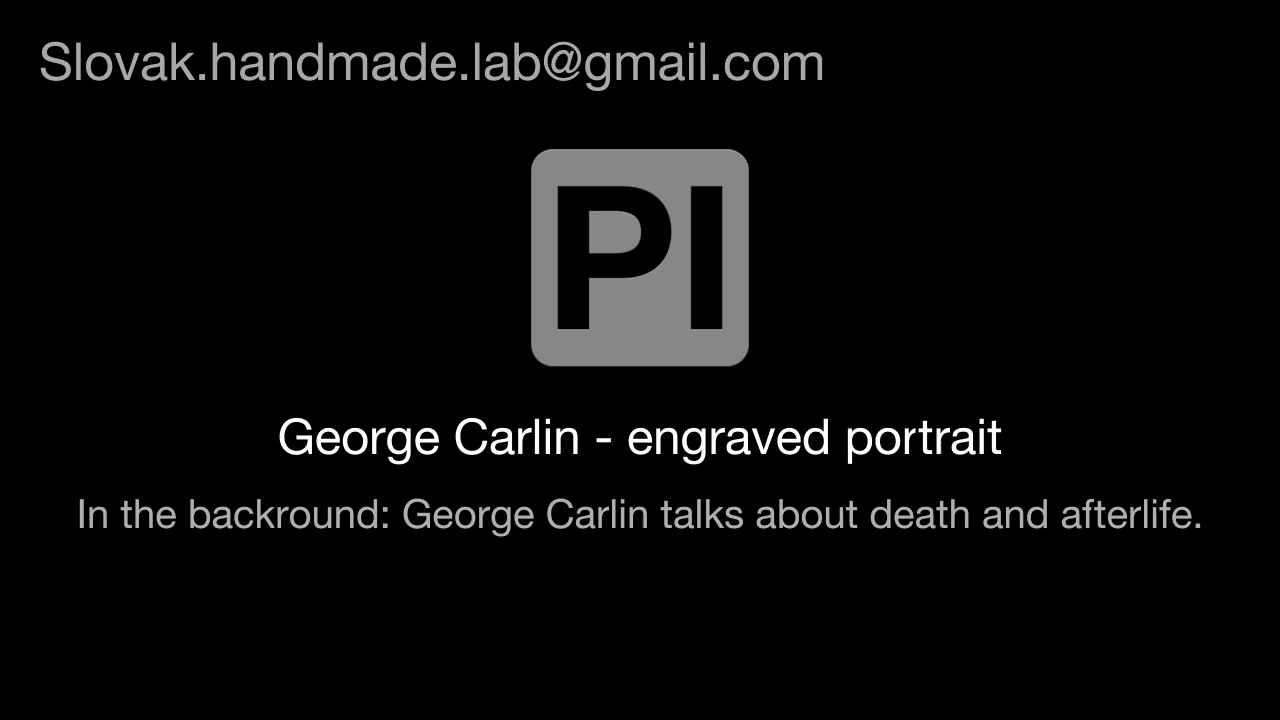 Slovak.handmade.lab@gmail.com
PI
George Carlin - engraved portrait
In the backround: George Carlin talks about death and afterlife.